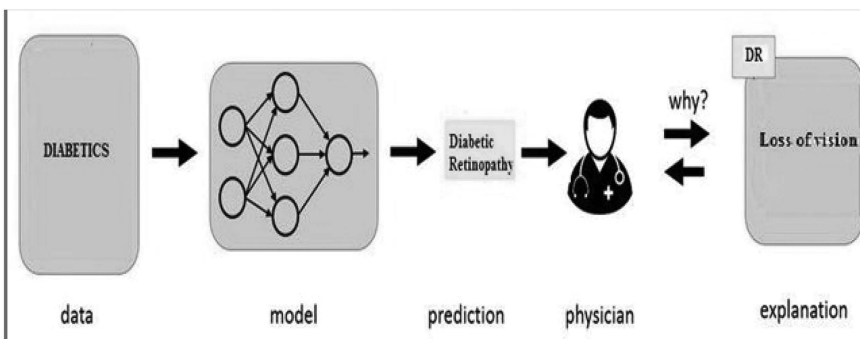 DR
why?
DIABETICS
Diabetic
Retinopathy
Loss of vision
data
model
prediction
physician
explanation